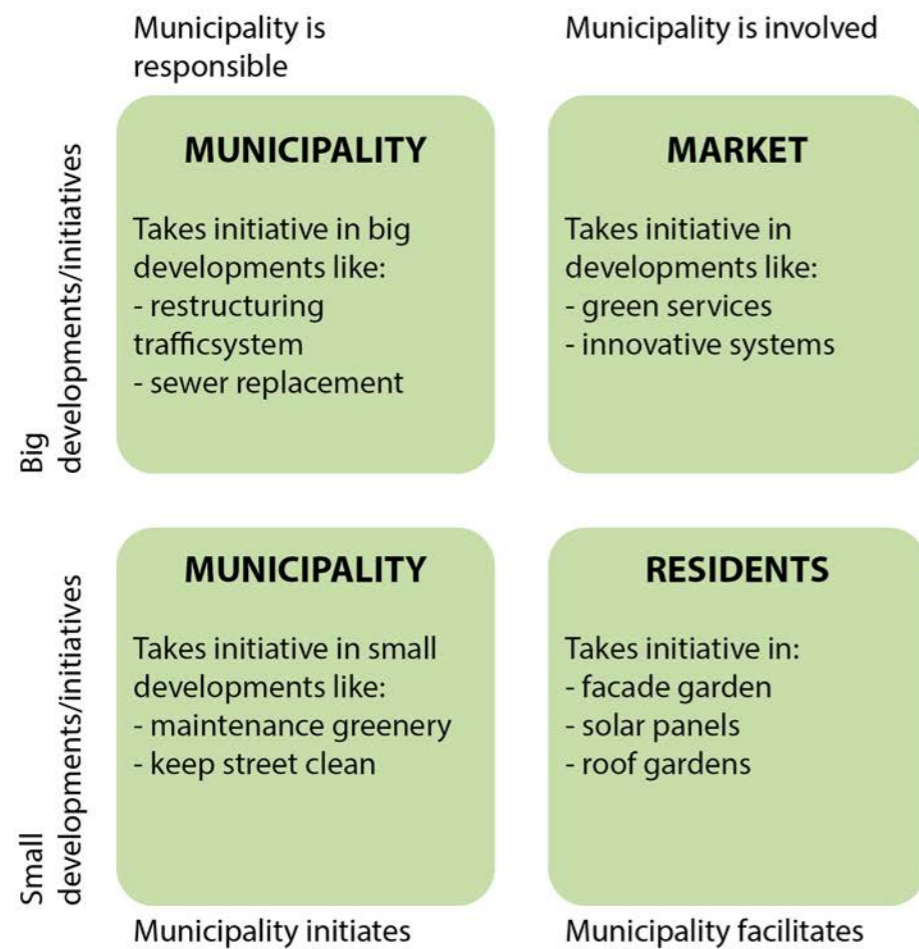 Municipality is
responsible
Municipality is involved
Big
developments/initiatives
MUNICIPALITY
Takes initiative in big
developments like:
- restructuring
trafficsystem
- sewer replacement
MARKET
Takes initiative in
developments like:
- green services
- innovative systems
Small
developments/initiatives
MUNICIPALITY
Takes initiative in small
developments like:
- maintenance greenery
- keep street clean
RESIDENTS
Takes initiative in:
- facade garden
- solar panels
- roof gardens
Municipality initiates
Municipality facilitates